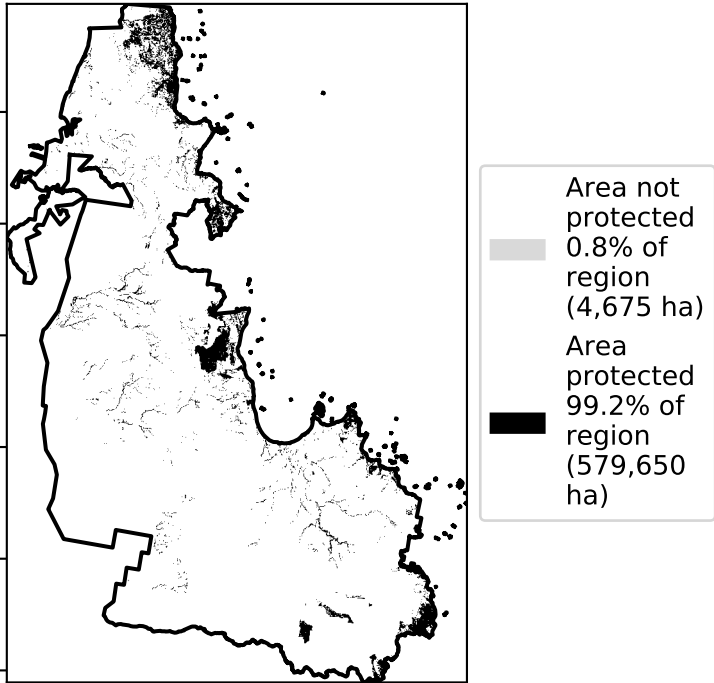 Area not
protected
0.8% of
region
(4,675 ha)
Area
protected
99.2% of
region
(579,650
ha)